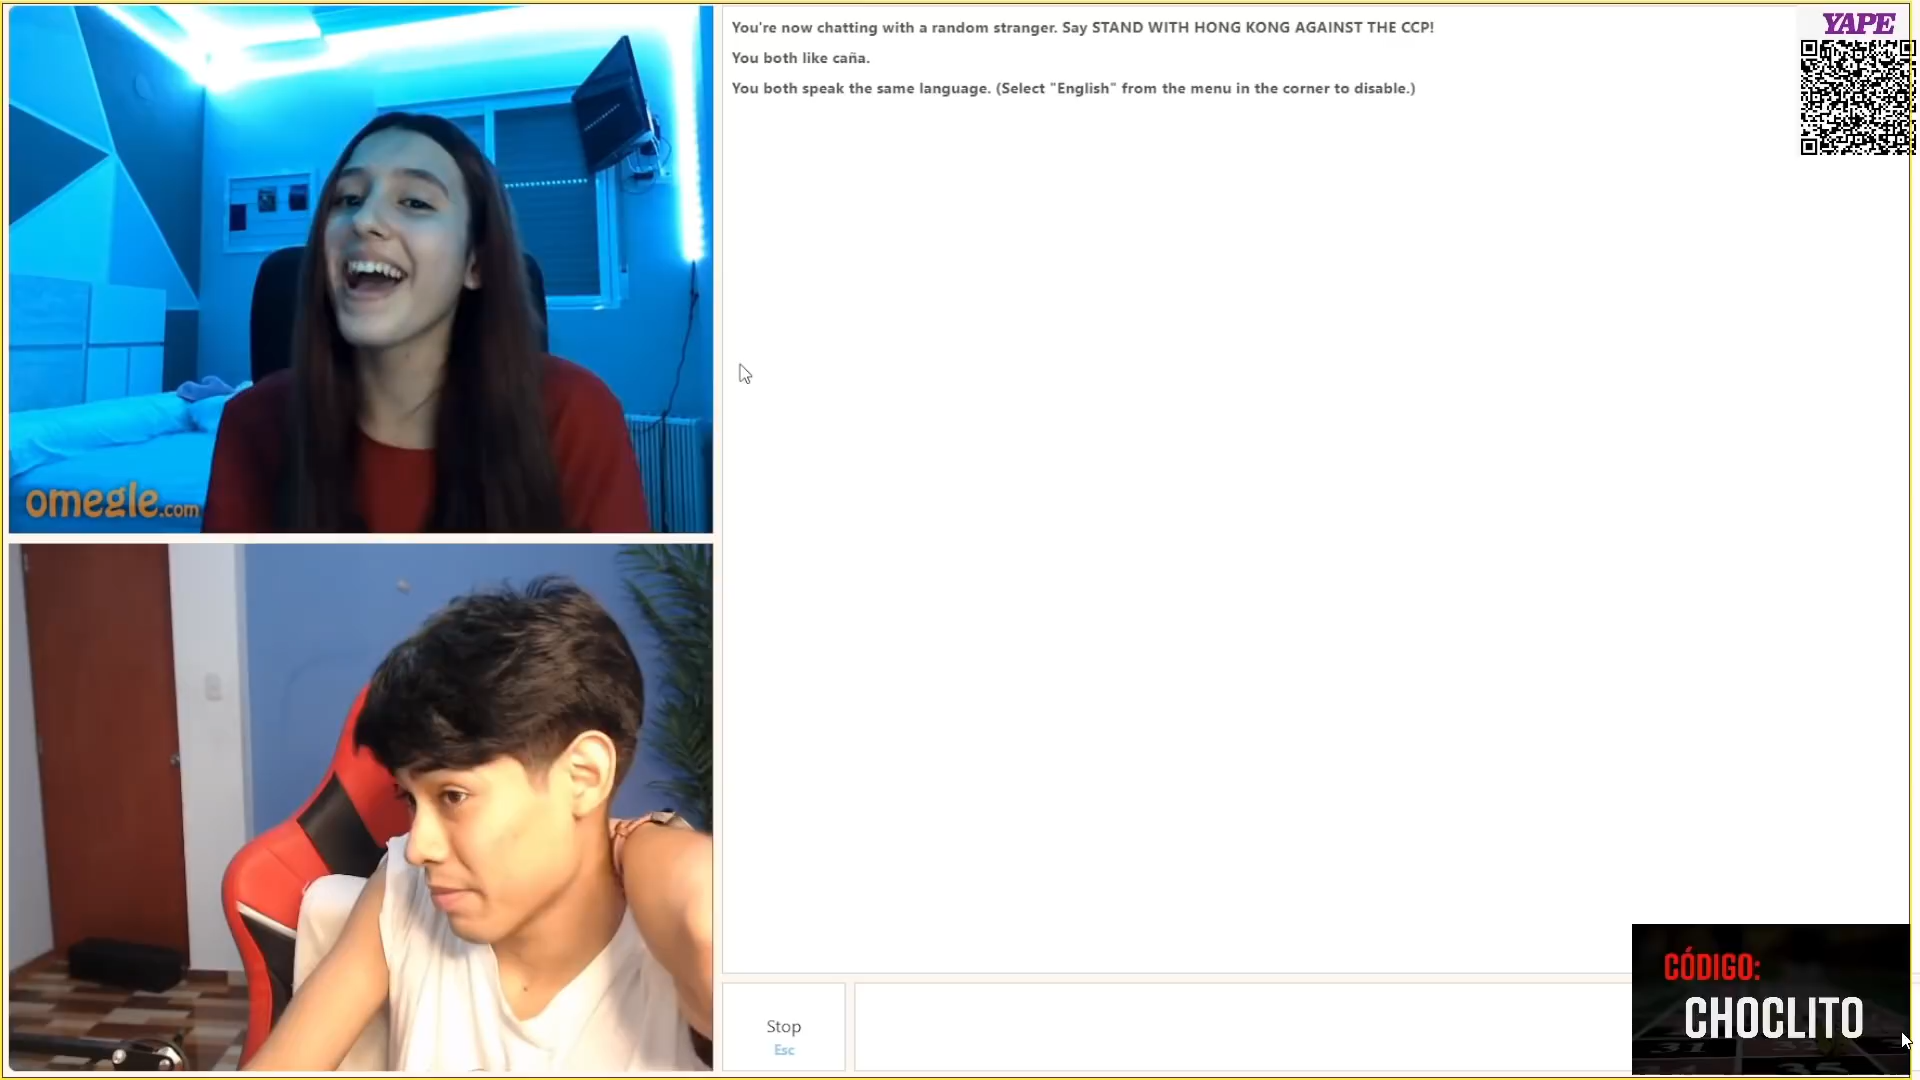 You're now chatting with a random stranger. Say STAND WITH HONG KONG AGAINST THE CCP!
You both like caña.
You both speak the same language. (Select "English" from the menu in the corner to disable.)
YAPE
omegle.com
Stop
Esc
CÓDIGO:
CHOCLITO
31
35